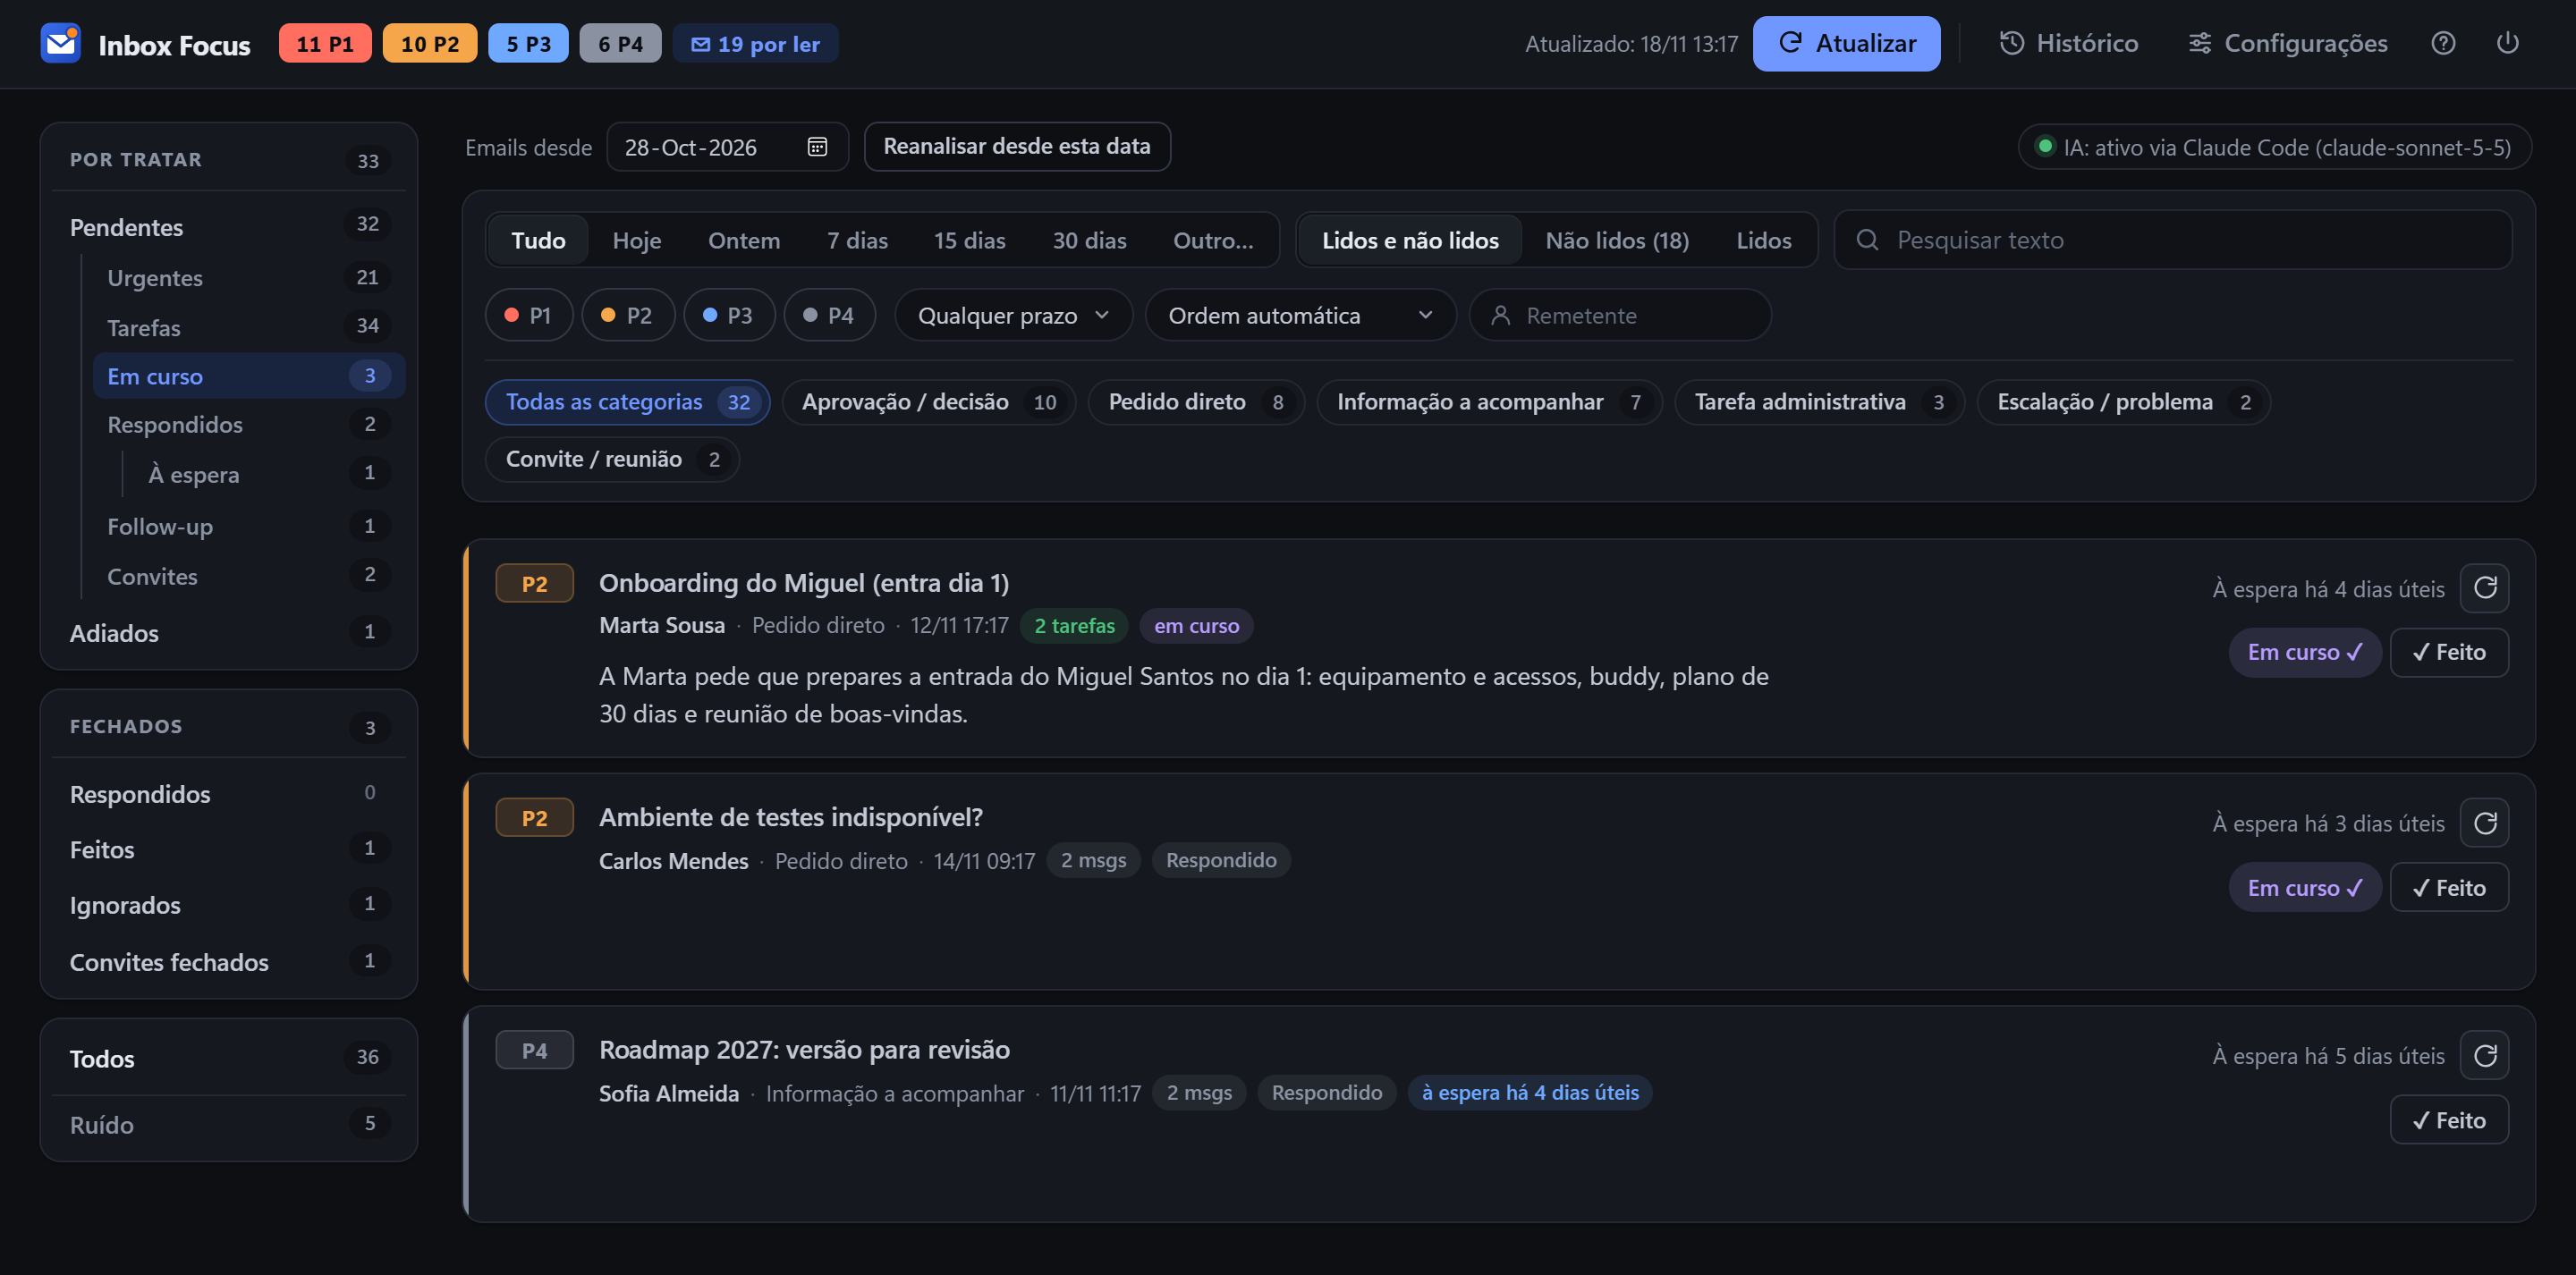 Inbox Focus 11 P1 10 P2 5 P3 6 P4 19 por ler Atualizado: 18/11 13:17 Atualizar Histórico Configurações
POR TRATAR 33
Pendentes 32
Urgentes 21
Tarefas 34
Em curso 3
Respondidos 2
À espera 1
Follow-up 1
Convites 2
Adiados 1
FECHADOS 3
Respondidos 0
Feitos 1
Ignorados 1
Convites fechados 1
Todos 36
Ruído 5
Emails desde 28-Oct-2026 Reanalisar desde esta data IA: ativo via Claude Code (claude-sonnet-5-5)
Tudo Hoje Ontem 7 dias 15 dias 30 dias Outro... Lidos e não lidos Não lidos (18) Lidos Pesquisar texto
P1 P2 P3 P4 Qualquer prazo Ordem automática Remetente
Todas as categorias 32 Aprovação / decisão 10 Pedido direto 8 Informação a acompanhar 7 Tarefa administrativa 3 Escalação / problema 2
Convite / reunião 2
P2 Onboarding do Miguel (entra dia 1) À espera há 4 dias úteis
Marta Sousa · Pedido direto · 12/11 17:17 2 tarefas em curso
Em curso ✓ ✓ Feito
A Marta pede que prepares a entrada do Miguel Santos no dia 1: equipamento e acessos, buddy, plano de
30 dias e reunião de boas-vindas.
P2 Ambiente de testes indisponível? À espera há 3 dias úteis
Carlos Mendes · Pedido direto · 14/11 09:17 2 msgs Respondido
Em curso ✓ ✓ Feito
P4 Roadmap 2027: versão para revisão À espera há 5 dias úteis
Sofia Almeida · Informação a acompanhar · 11/11 11:17 2 msgs Respondido à espera há 4 dias úteis
✓ Feito